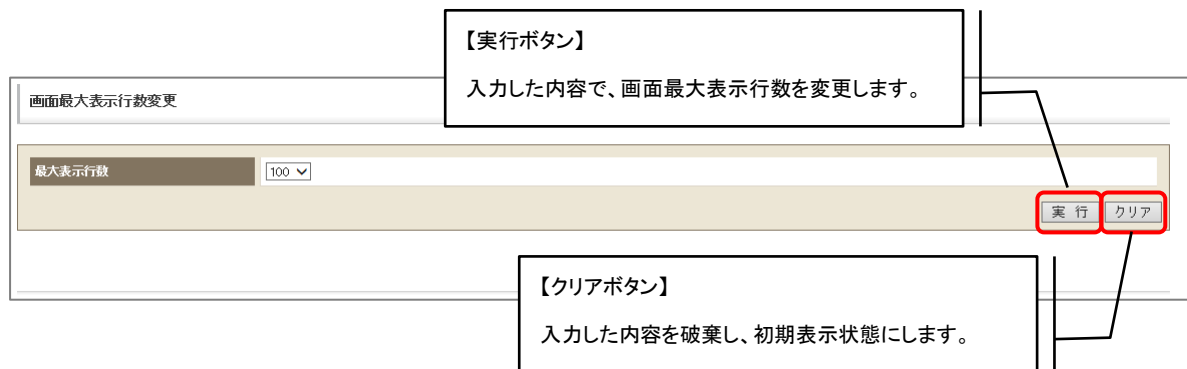 【実行ボタン】
入力した内容で、画面最大表示行数を変更します。
画面最大表示行数変更
最大表示行数
100
実 行
クリア
【クリアボタン】
入力した内容を破棄し、初期表示状態にします。